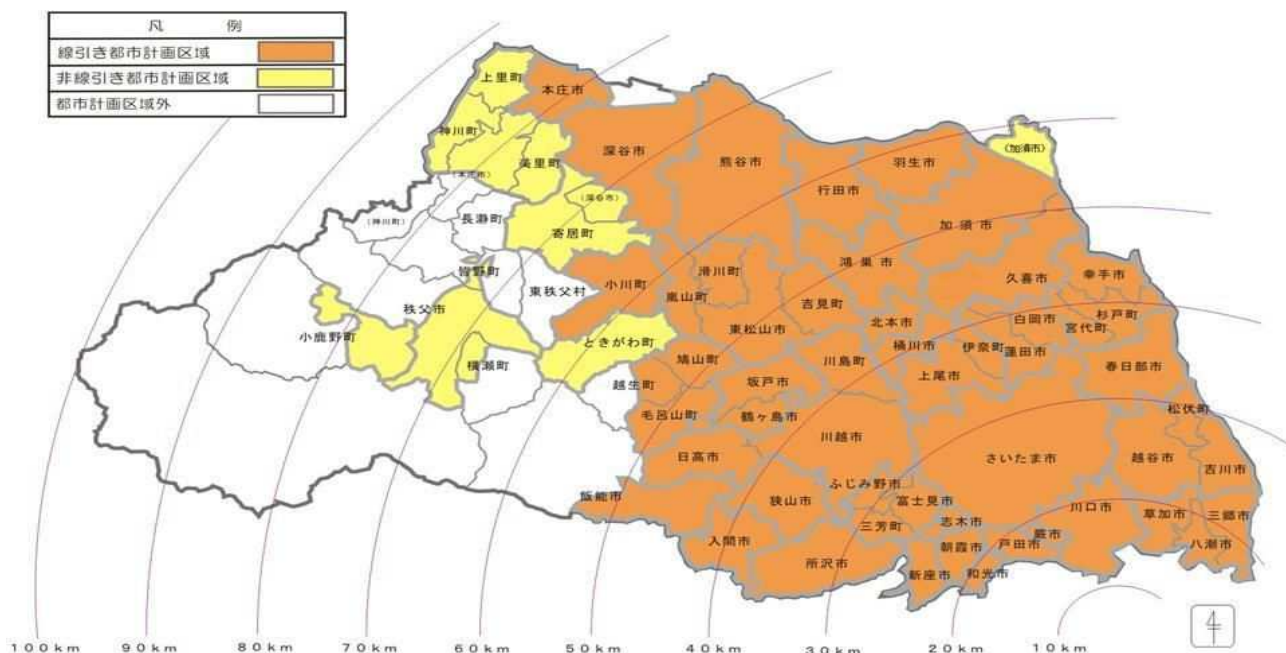 凡 例
線引き都市計画区域
非線引き都市計画区域
都市計画区域外
上里町
本庄市
神川町
美里町
深谷市
熊谷市
羽生市
(加須市)
行田市
(本庄市)
(深谷市)
(神川町)
長瀞町
寄居町
加須市
鴻巣市
滑川町
久喜市
幸手市
皆野町
東秩父村
小川町
嵐山町
吉見町
秩父市
小鹿野町
東松山市
北本市
白岡市
杉戸町
宮代町
ときがわ町
桶川市
伊奈町
蓮田市
横瀬町
鳩山町
川島町
上尾市
春日部市
越生町
坂戸市
松伏町
毛呂山町
鶴ヶ島市
川越市
日高市
さいたま市
越谷市
吉川市
飯能市
ふじみ野市
狭山市
富士見市
川口市
草加市
三郷市
三芳町
志木市
入間市
朝霞市
戸田市
蕨市
八潮市
所沢市
新座市
和光市
100km
90km
80km
70km
60km
50km
40km
30km
20km
10km